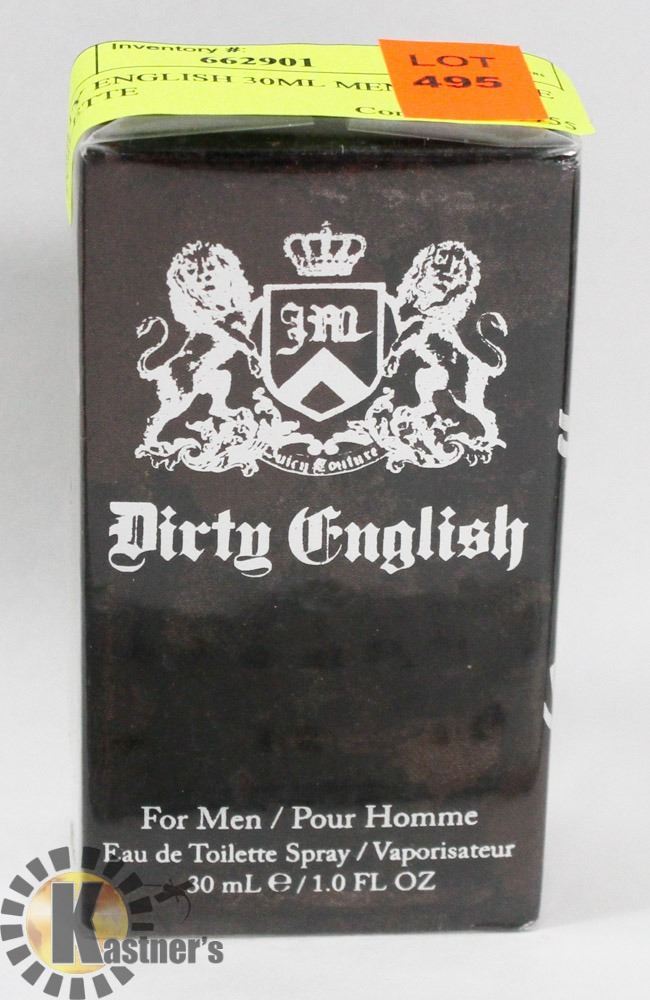 Inventory #:
662901
LOT
495
ENGLISH 30ML
JM
Juicy Couture
Dirty English
For Men / Pour Homme
Eau de Toilette Spray / Vaporisateur
30 mL ℮ / 1.0 FL OZ
Kastner's